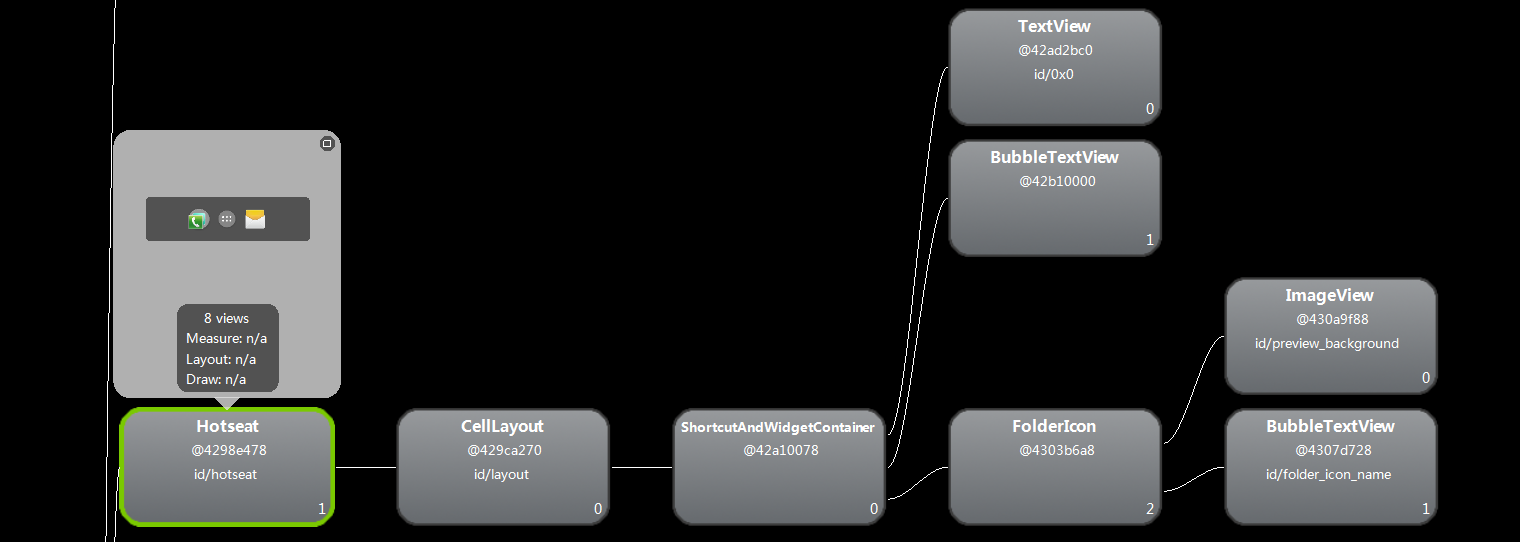 TextView
@42ad2bc0
id/0x0
0
BubbleTextView
@42b10000
1
8 views
Measure: n/a
Layout: n/a
Draw: n/a
Hotseat
@4298e478
id/hotseat
1
CellLayout
@429ca270
id/layout
0
ShortcutAndWidgetContainer
@42a10078
0
FolderIcon
@4303b6a8
2
ImageView
@430a9f88
id/preview_background
0
BubbleTextView
@4307d728
id/folder_icon_name
1